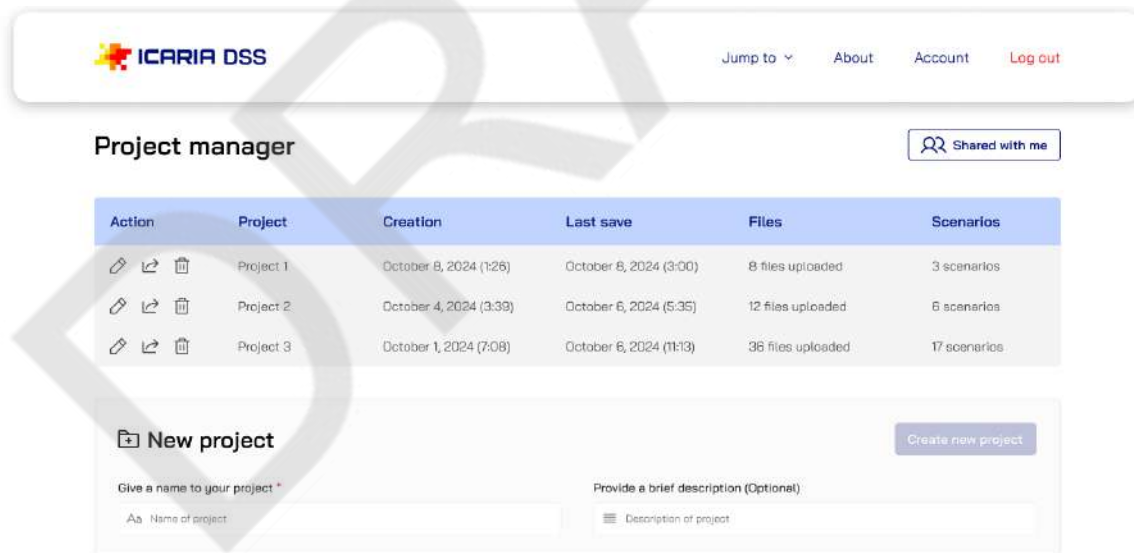 ICARIA DSS
Jump to About Account Log out
Project manager
Shared with me
Action Project Creation Last save Files Scenarios
Project 1 October 8, 2024 (1:26) October 8, 2024 (3:00) 8 files uploaded 3 scenarios
Project 2 October 4, 2024 (3:39) October 6, 2024 (5:35) 12 files uploaded 6 scenarios
Project 3 October 1, 2024 (7:08) October 6, 2024 (11:13) 36 files uploaded 17 scenarios
New project
Create new project
Give a name to your project * Provide a brief description (Optional)
Aa Name of project Description of project
DRA